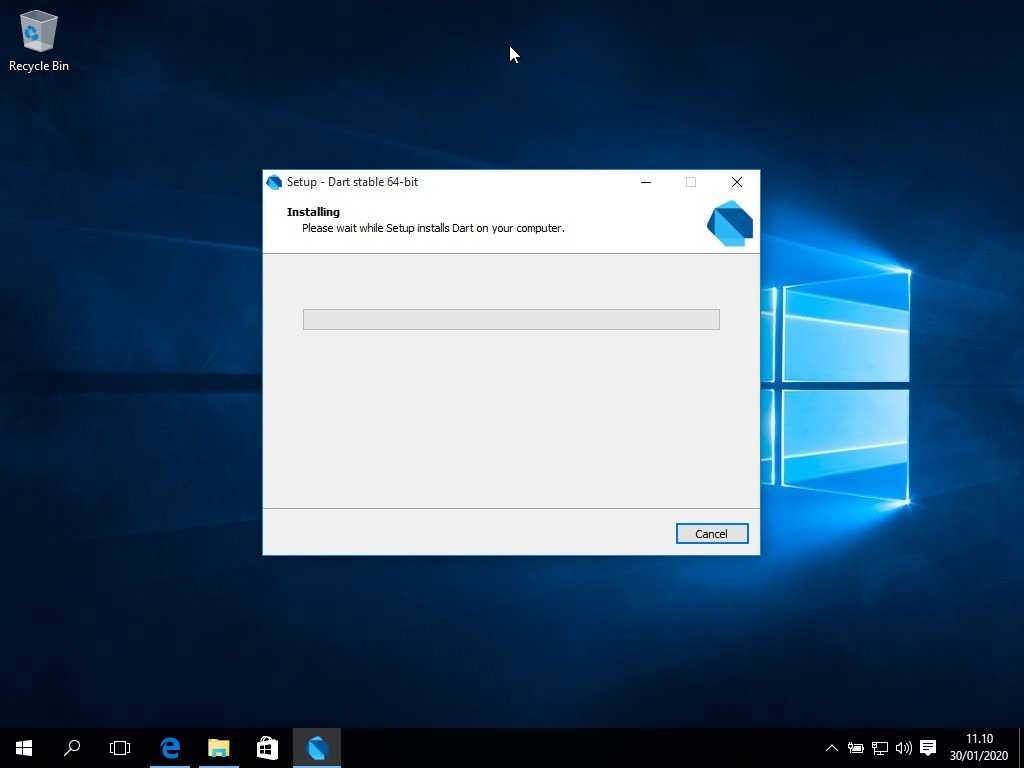 Recycle Bin
Setup - Dart stable 64-bit
Installing
Please wait while Setup installs Dart on your computer.
Cancel
11.10
30/01/2020